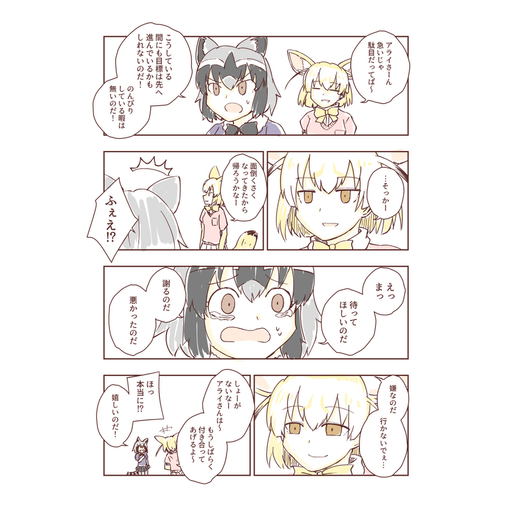 アライさーん
急いじゃ
駄目だってば～
こうしている
間にも目標は先へ
進んでいるかも
しれないのだ！
のんびり
している暇は
無いのだ！
…そっかー
面倒くさく
なってきたから
帰ろうかなー
ふぇえ!?
えっ
まっ
待って
ほしいのだ
謝るのだ
悪かったのだ
嫌なのだ
行かないでぇ…
しょーが
ないなー
アライさんは～
もうしばらく
付き合って
あげるよ～
ほっ
本当に!?
嬉しいのだ！